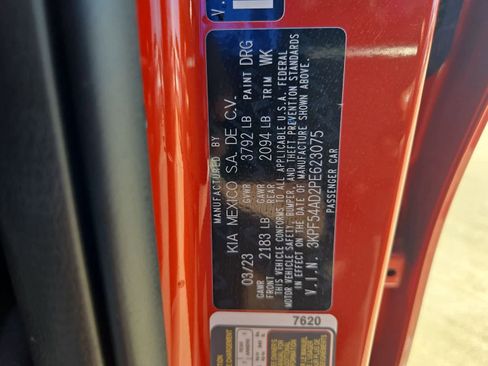 MANUFACTURED BY
KIA MEXICO S.A. DE C.V.
03/23 GVWR 3792 LB PAINT DRG
GAWR FRONT 2183 LB GAWR REAR 2094 LB TRIM WK
THIS VEHICLE CONFORMS TO ALL APPLICABLE U.S.A. FEDERAL
MOTOR VEHICLE SAFETY, BUMPER, AND THEFT PREVENTION STANDARDS
IN EFFECT ON THE DATE OF MANUFACTURE SHOWN ABOVE.
V.I.N. 3KPF54AD2PE623075
PASSENGER CAR
7620